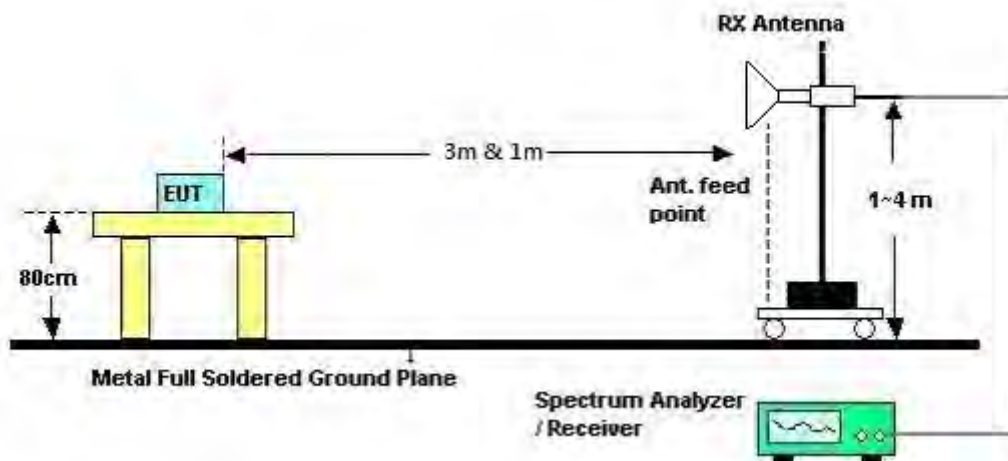 RX Antenna
3m & 1m
EUT
Ant. feed
point
1~4 m
80cm
Metal Full Soldered Ground Plane
Spectrum Analyzer
/ Receiver